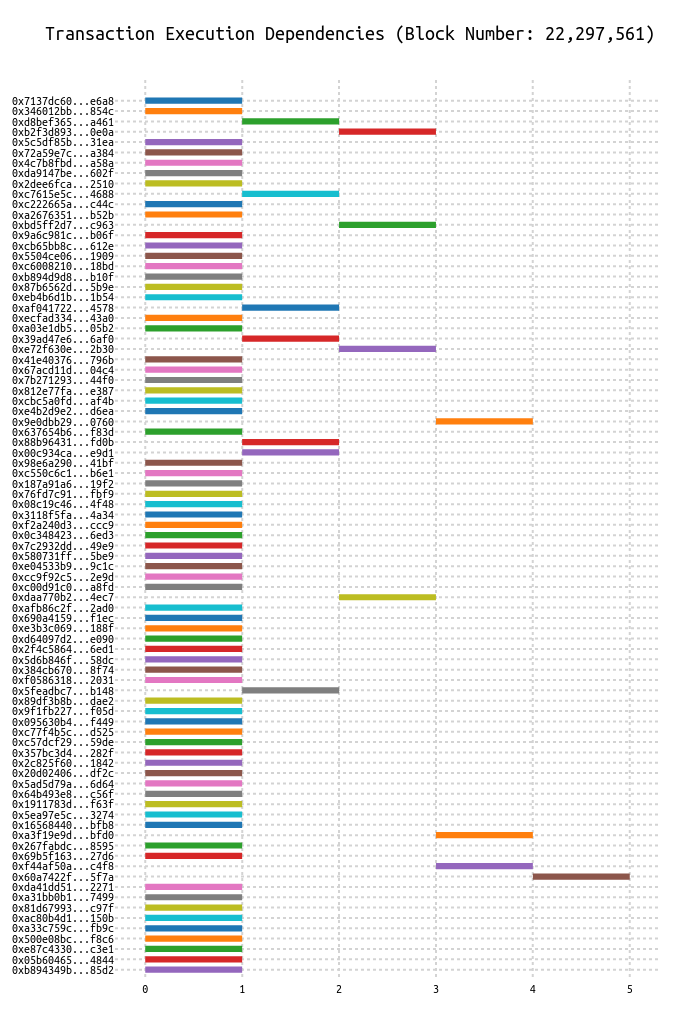 Transaction Execution Dependencies (Block Number: 22,297,561)
0x7137dc60...e6a8
0x346012bb...854c
0xd8bef365...a461
0xb2f3d893...0e0a
0x5c5df85b...31ea
0x72a59e7c...a384
0x4c7b8fbd...a58a
0xda9147be...602f
0x2dee6fca...2510
0xc7615e5c...4688
0xc222665a...c44c
0xa2676351...b52b
0xbd5ff2d7...c963
0x9a6c981c...b06f
0xcb65bb8c...612e
0x5504ce06...1909
0xc6008210...18bd
0xb894d9d8...b10f
0x87b6562d...5b9e
0xeb4b6d1b...1b54
0xaf041722...4578
0xecfad334...43a0
0xa03e1db5...05b2
0x39ad47e6...6af0
0xe72f630e...2b30
0x41e40376...796b
0x67acd11d...04c4
0x7b271293...44f0
0x812e77fa...e387
0xcbc5a0fd...af4b
0xe4b2d9e2...d6ea
0x9e0dbb29...0760
0x637654b6...f83d
0x88b96431...fd0b
0x00c934ca...e9d1
0x98e6a290...41bf
0xc550c6c1...b6e1
0x187a91a6...19f2
0x76fd7c91...fbf9
0x08c19c46...4f48
0x3118f5fa...4a34
0xf2a240d3...ccc9
0x0c348423...6ed3
0x7c2932dd...49e9
0x580731ff...5be9
0xe04533b9...9c1c
0xcc9f92c5...2e9d
0xc00d91c0...a8fd
0xdaa770b2...4ec7
0xafb86c2f...2ad0
0x690a4159...f1ec
0xe3b3c069...188f
0xd64097d2...e090
0x2f4c5864...6ed1
0x5d6b846f...58dc
0x384cb670...8f74
0xf0586318...2031
0x5feadbc7...b148
0x89df3b8b...dae2
0x9f1fb227...f05d
0x095630b4...f449
0xc77f4b5c...d525
0xc57dcf29...59de
0x357bc3d4...282f
0x2c825f60...1842
0x20d02406...df2c
0x5ad5d79a...6d64
0x64b493e8...c56f
0x1911783d...f63f
0x5ea97e5c...3274
0x16568440...bfb8
0xa3f19e9d...bfd0
0x267fabdc...8595
0x69b5f163...27d6
0xf44af50a...c4f8
0x60a7422f...5f7a
0xda41dd51...2271
0xa31bb0b1...7499
0x81d67993...c97f
0xac80b4d1...150b
0xa33c759c...fb9c
0x500e08bc...f8c6
0xe87c4330...c3e1
0x05b60465...4844
0xb894349b...85d2
0 1 2 3 4 5